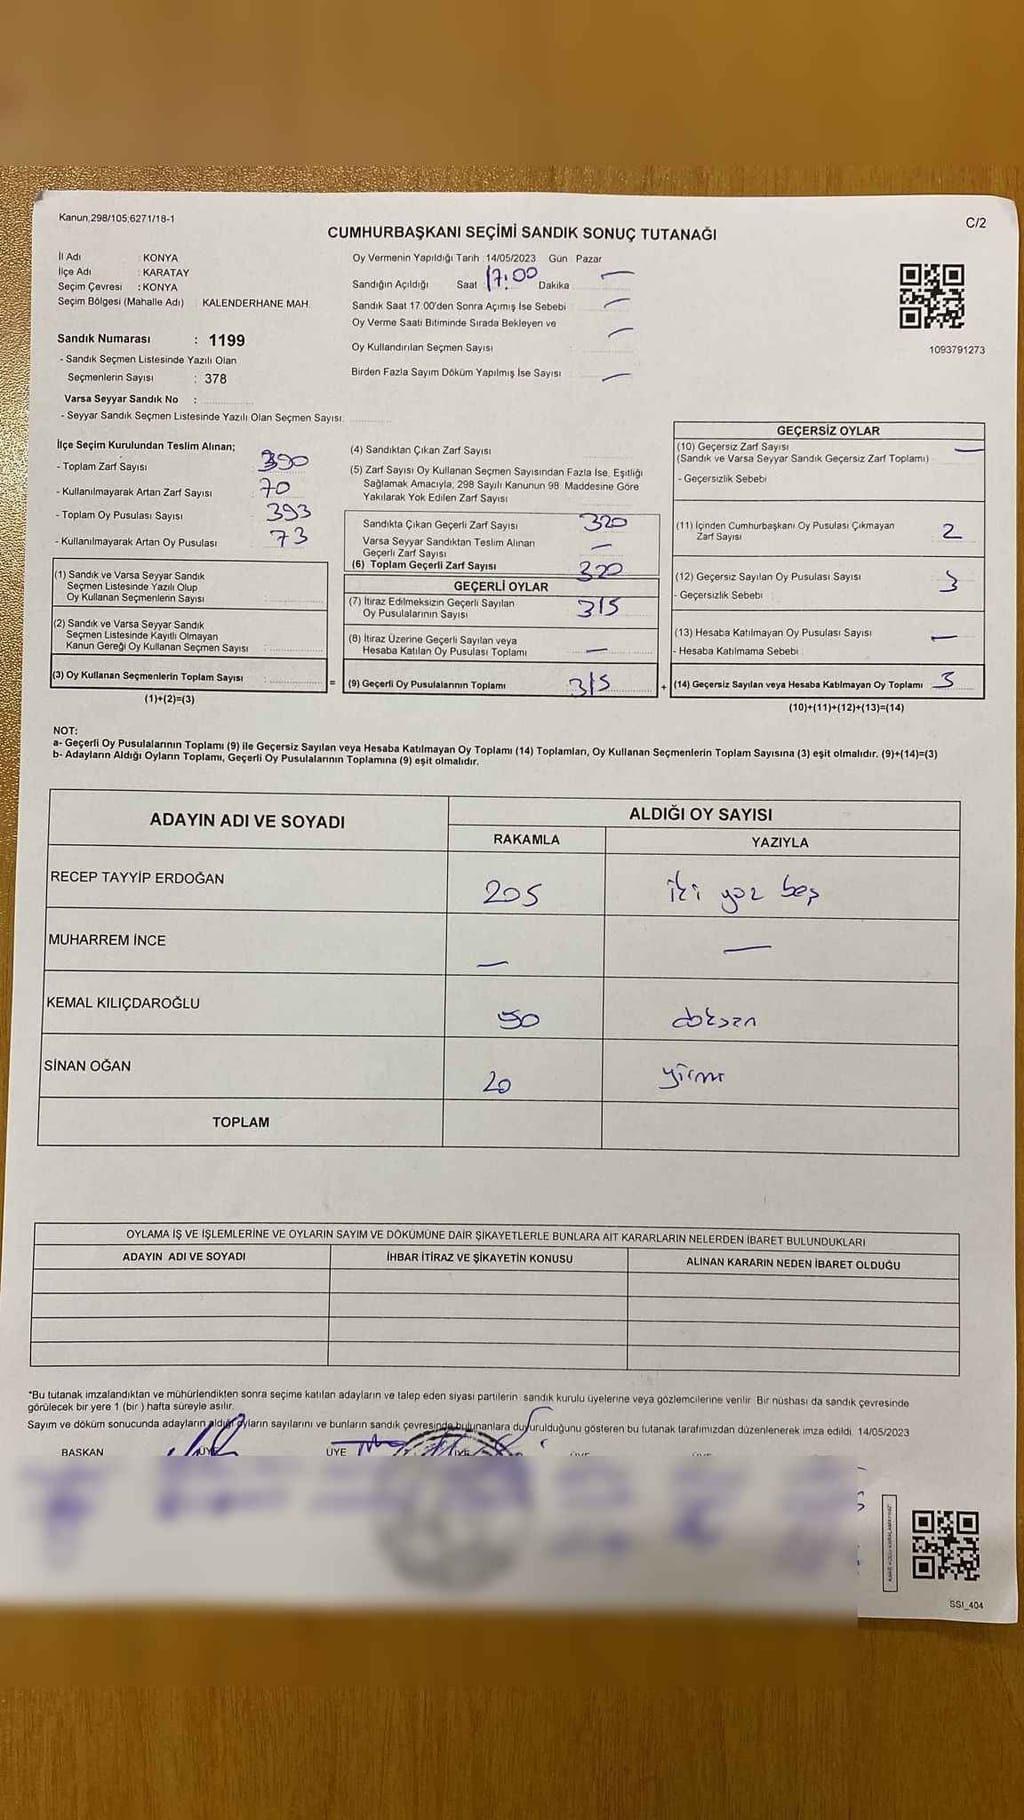 Kanun,298/105,6271/18-1
C/2
CUMHURBAŞKANI SEÇİMİ SANDIK SONUÇ TUTANAĞI
İl Adı KONYA
İlçe Adı : KARATAY
Seçim Çevresi : KONYA
Seçim Bölgesi (Mahalle Adı) KALENDERHANE MAH.
Sandık Numarası : 1199
- Sandık Seçmen Listesinde Yazılı Olan
Seçmenlerin Sayısı : 378
Varsa Seyyar Sandık No :
- Seyyar Sandık Seçmen Listesinde Yazılı Olan Seçmen Sayısı:
Oy Vermenin Yapıldığı Tarih :14/05/2023 Gün : Pazar
Sandığın Açıldığı Saat : 17:00 Dakika —
Sandık Saat 17.00'den Sonra Açımış İse Sebebi —
Oy Verme Saati Bitiminde Sırada Bekleyen ve
Oy Kullandırılan Seçmen Sayısı —
Birden Fazla Sayım Döküm Yapılmış İse Sayısı —
1093791273
İlçe Seçim Kurulundan Teslim Alınan;
- Toplam Zarf Sayısı 390
- Kullanılmayarak Artan Zarf Sayısı 70
- Toplam Oy Pusulası Sayısı 393
- Kullanılmayarak Artan Oy Pusulası 73
(1) Sandık ve Varsa Seyyar Sandık
Seçmen Listesinde Yazılı Olup
Oy Kullanan Seçmenlerin Sayısı
(2) Sandık ve Varsa Seyyar Sandık
Seçmen Listesinde Kayıtlı Olmayan
Kanun Gereği Oy Kullanan Seçmen Sayısı :
(3) Oy Kullanan Seçmenlerin Toplam Sayısı :
(1)+(2)=(3)
=
(4) Sandıktan Çıkan Zarf Sayısı
(5) Zarf Sayısı Oy Kullanan Seçmen Sayısından Fazla İse, Eşitliği
Sağlamak Amacıyla, 298 Sayılı Kanunun 98. Maddesine Göre
Yakılarak Yok Edilen Zarf Sayısı
Sandıkta Çıkan Geçerli Zarf Sayısı 320
Varsa Seyyar Sandıktan Teslim Alınan
Geçerli Zarf Sayısı —
(6) Toplam Geçerli Zarf Sayısı 320
GEÇERLİ OYLAR
(7) İtiraz Edilmeksizin Geçerli Sayılan
Oy Pusulalarının Sayısı 315
(8) İtiraz Üzerine Geçerli Sayılan veya
Hesaba Katılan Oy Pusulası Toplamı —
(9) Geçerli Oy Pusulalarının Toplamı 315
+
GEÇERSİZ OYLAR
(10) Geçersiz Zarf Sayısı —
(Sandık ve Varsa Seyyar Sandık Geçersiz Zarf Toplamı)
- Geçersizlik Sebebi
(11) İçinden Cumhurbaşkanı Oy Pusulası Çıkmayan
Zarf Sayısı 2
(12) Geçersiz Sayılan Oy Pusulası Sayısı 3
- Geçersizlik Sebebi
(13) Hesaba Katılmayan Oy Pusulası Sayısı —
- Hesaba Katılmama Sebebi
(14) Geçersiz Sayılan veya Hesaba Katılmayan Oy Toplamı 3
(10)+(11)+(12)+(13)=(14)
NOT:
a- Geçerli Oy Pusulalarının Toplamı (9) ile Geçersiz Sayılan veya Hesaba Katılmayan Oy Toplamı (14) Toplamları, Oy Kullanan Seçmenlerin Toplam Sayısına (3) eşit olmalıdır. (9)+(14)=(3)
b- Adayların Aldığı Oyların Toplamı, Geçerli Oy Pusulalarının Toplamına (9) eşit olmalıdır.
ADAYIN ADI VE SOYADI
ALDIĞI OY SAYISI
RAKAMLA YAZIYLA
RECEP TAYYİP ERDOĞAN 205 iki yüz beş
MUHARREM İNCE — —
KEMAL KILIÇDAROĞLU 90 doksan
SİNAN OĞAN 20 yirmi
TOPLAM
OYLAMA İŞ VE İŞLEMLERİNE VE OYLARIN SAYIM VE DÖKÜMÜNE DAİR ŞİKAYETLERLE BUNLARA AİT KARARLARIN NELERDEN İBARET BULUNDUKLARI
ADAYIN ADI VE SOYADI İHBAR İTİRAZ VE ŞİKAYETİN KONUSU ALINAN KARARIN NEDEN İBARET OLDUĞU
*Bu tutanak imzalandıktan ve mühürlendikten sonra seçime katılan adayların ve talep eden siyasi partilerin sandık kurulu üyelerine veya gözlemcilerine verilir. Bir nüshası da sandık çevresinde
görülecek bir yere 1 (bir ) hafta süreyle asılır.
Sayım ve döküm sonucunda adayların aldığı oyların sayılarını ve bunların sandık çevresinde bulunanlara duyurulduğunu gösteren bu tutanak tarafımızdan düzenlenerek imza edildi. 14/05/2023
BAŞKAN ÜYE ÜYE ÜYE
SSI_404